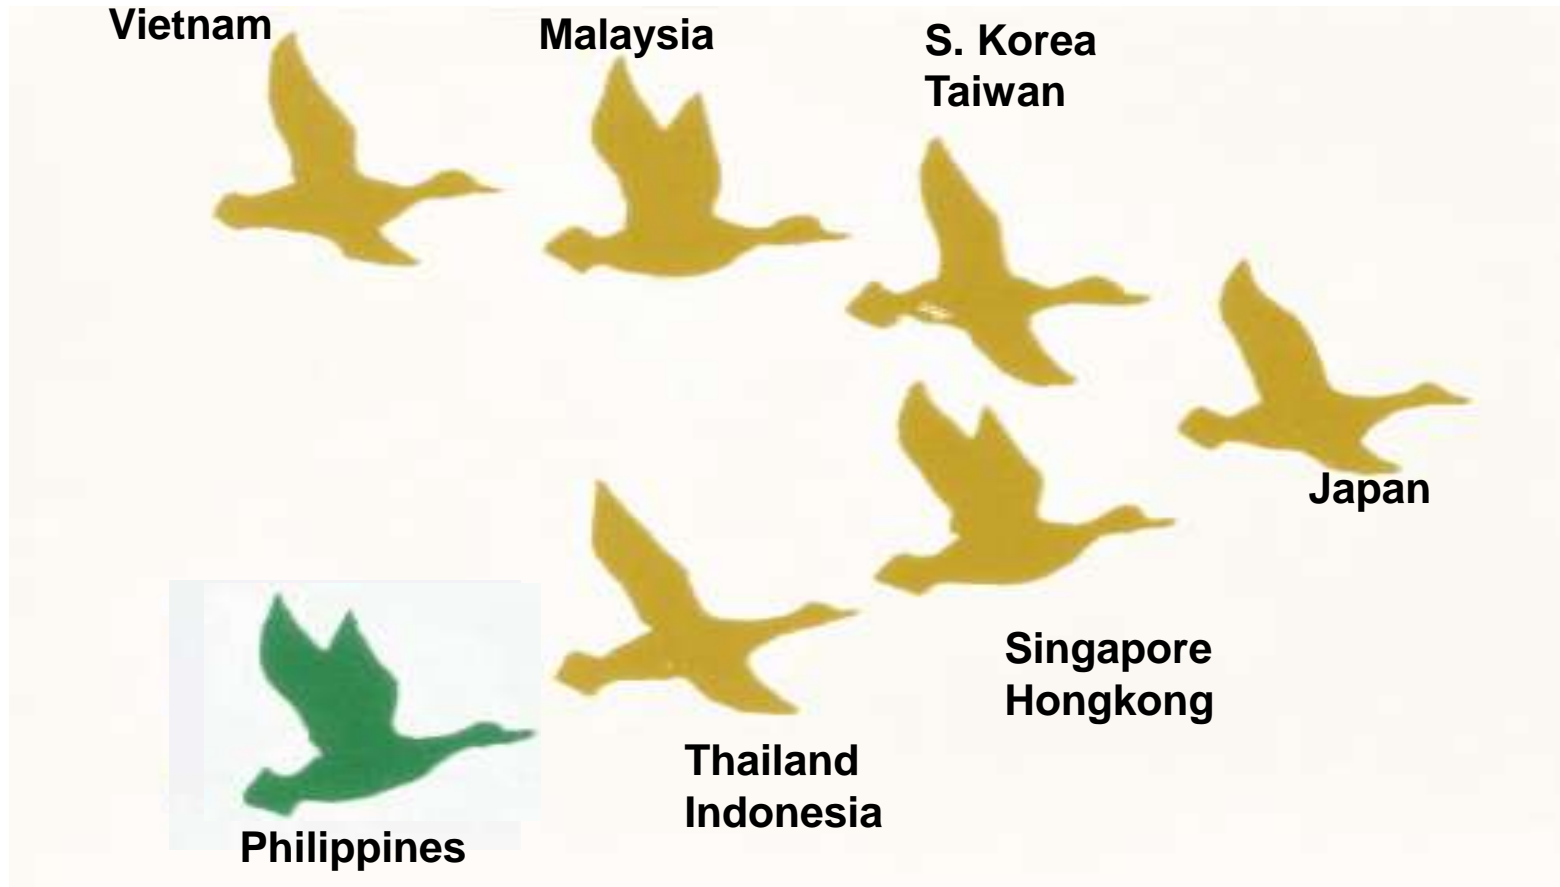 Vietnam
Malaysia
S. Korea
Taiwan
Japan
Singapore
Hongkong
Thailand
Indonesia
Philippines